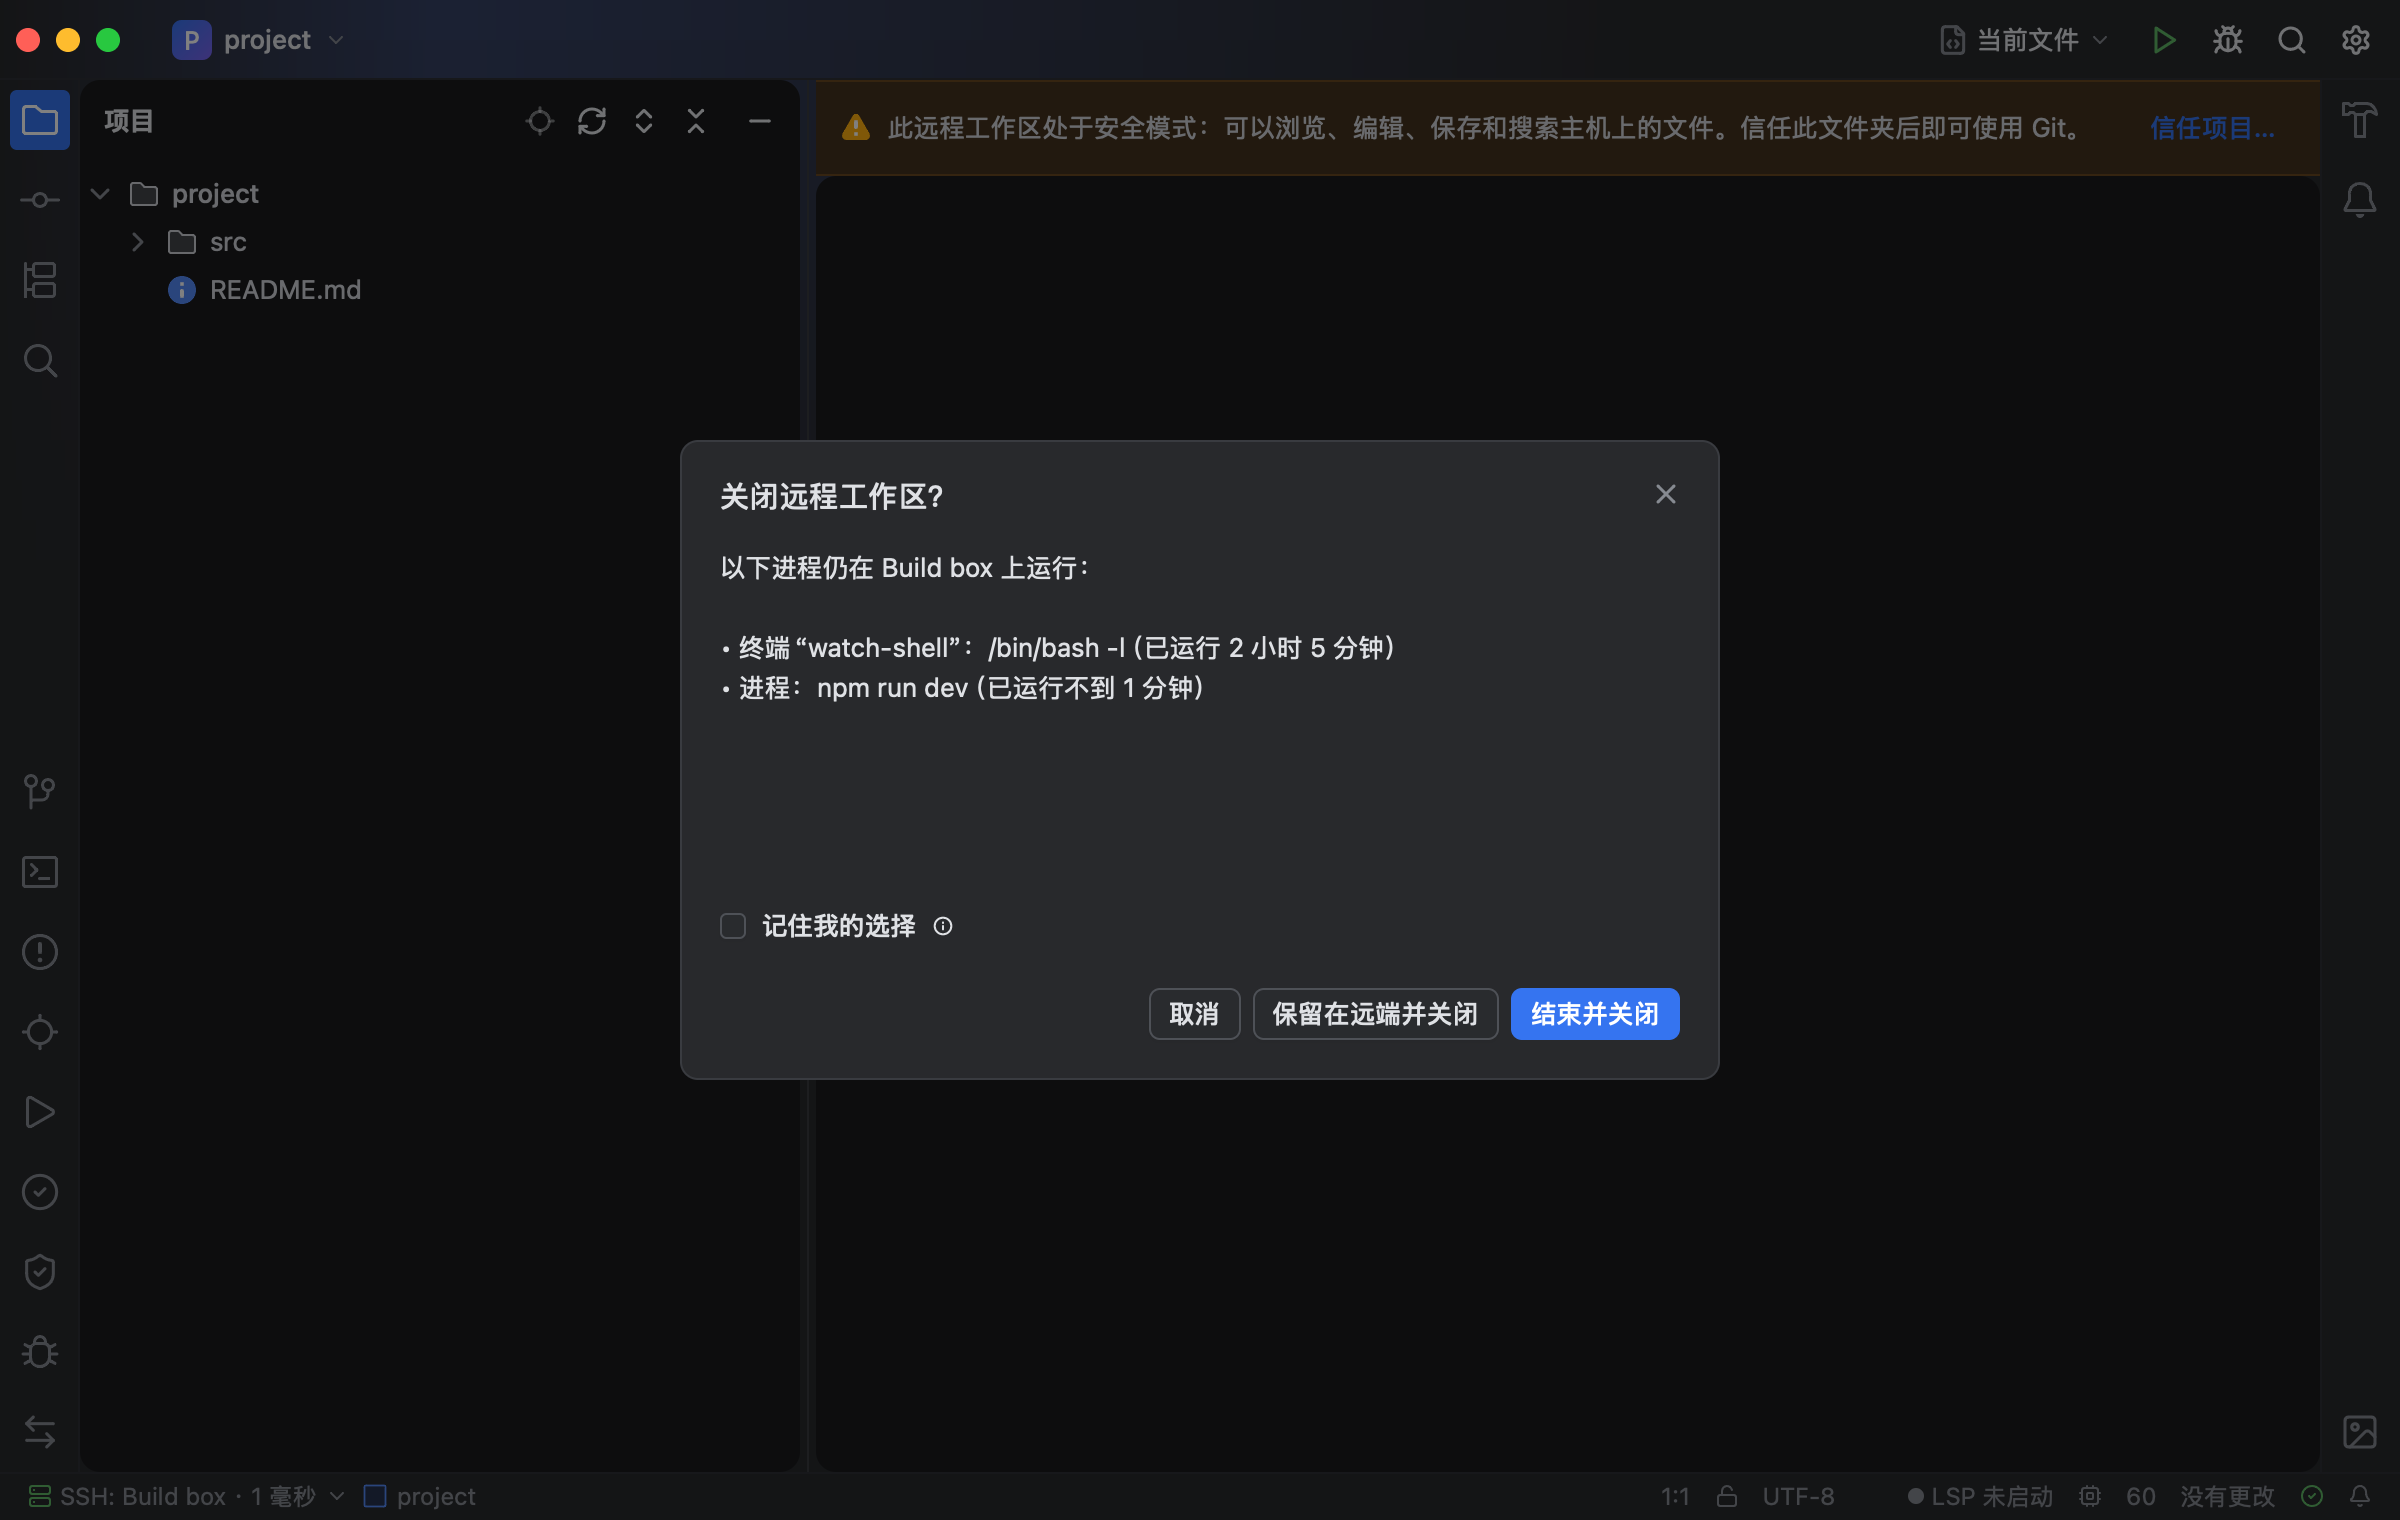 P project
当前文件
项目
此远程工作区处于安全模式：可以浏览、编辑、保存和搜索主机上的文件。信任此文件夹后即可使用 Git。 信任项目...
project
src
README.md
关闭远程工作区?
以下进程仍在 Build box 上运行：
• 终端 “watch-shell”： /bin/bash -l (已运行 2 小时 5 分钟)
• 进程： npm run dev (已运行不到 1 分钟)
记住我的选择
取消 保留在远端并关闭 结束并关闭
SSH: Build box · 1 毫秒 project 1:1 UTF-8 LSP 未启动 60 没有更改